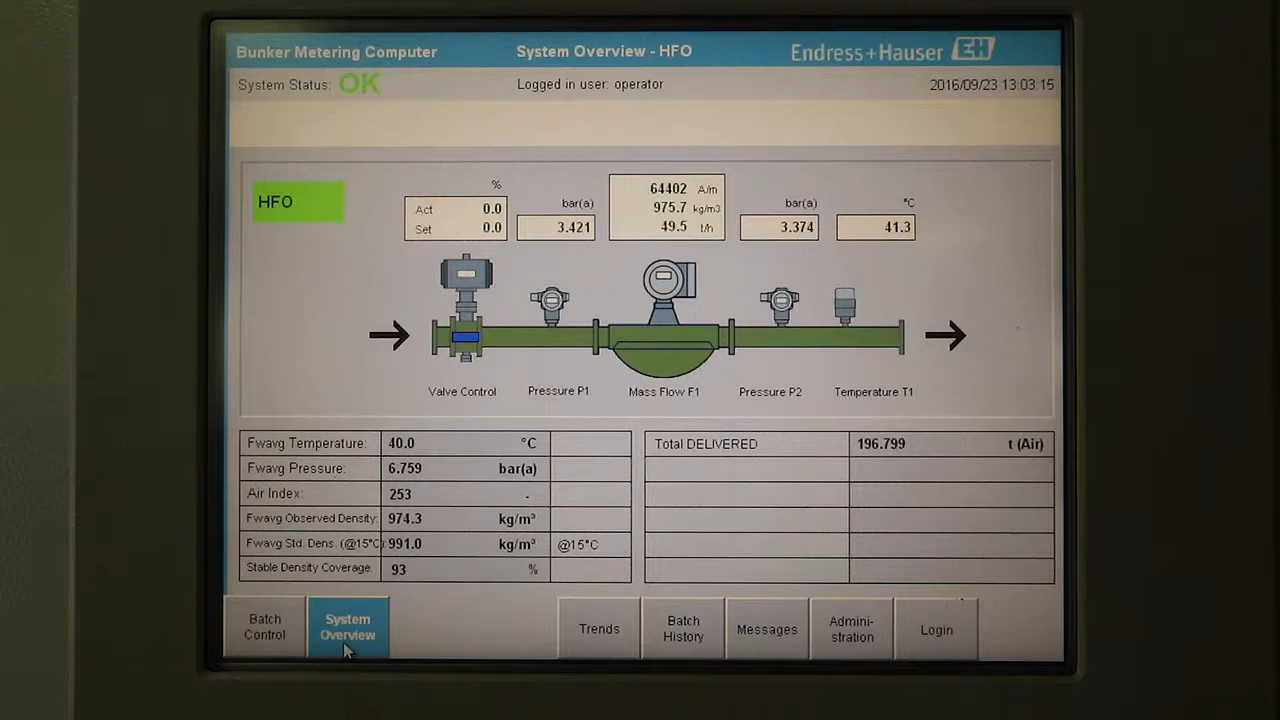 Bunker Metering Computer
System Overview - HFO
Endress+Hauser EH
System Status: OK
Logged in user: operator
2016/09/23 13:03:15
HFO
%
Act 0.0
Set 0.0
bar(a)
3.421
64402 A/m
975.7 kg/m3
49.5 t/h
bar(a)
3.374
°C
41.3
Valve Control
Pressure P1
Mass Flow F1
Pressure P2
Temperature T1
Fwavg Temperature: 40.0 °C
Fwavg Pressure: 6.759 bar(a)
Air Index: 253 -
Fwavg Observed Density: 974.3 kg/m³
Fwavg Std. Dens. (@15°C): 991.0 kg/m³ @15°C
Stable Density Coverage: 93 %
Total DELIVERED 196.799 t (Air)
Batch
Control
System
Overview
Trends
Batch
History
Messages
Admini-
stration
Login